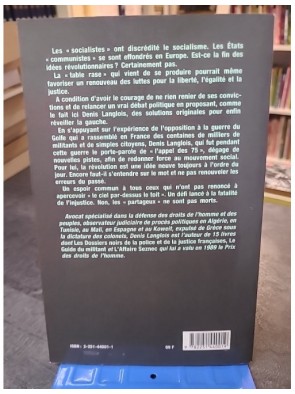 Les « socialistes » ont discrédité le socialisme. Les États
« communistes » se sont effondrés en Europe. Est-ce la fin des
idées révolutionnaires ? Certainement pas.
La « table rase » qui vient de se produire pourrait même
favoriser un renouveau des luttes pour la liberté, l'égalité et la
justice.
A condition d'avoir le courage de ne rien renier de ses convic-
tions et de relancer un vrai débat politique en proposant, comme
le fait ici Denis Langlois, des solutions originales pour enfin
réveiller la gauche.
En s'appuyant sur l'expérience de l'opposition à la guerre du
Golfe qui a rassemblé en France des centaines de milliers de
militants et de simples citoyens, Denis Langlois, qui fut pendant
cette guerre le porte-parole de « l'appel des 75 », dégage de
nouvelles pistes, afin de redonner force au mouvement social.
Pour lui, la révolution est une idée neuve toujours à l'ordre du
jour. Encore faut-il s'entendre sur le mot et ne pas renouveler les
erreurs du passé.
Un espoir commun à tous ceux qui n'ont pas renoncé à
apercevoir « le ciel par-dessus le toit ». Un défi lancé à la fatalité
de l'injustice. Non, les « partageux » ne sont pas morts.
Avocat spécialisé dans la défense des droits de l'homme et des
peuples, observateur judiciaire de procès politiques en Algérie, en
Tunisie, au Mali, en Espagne et au Kuweit, expulsé de Grèce sous
la dictature des colonels, Denis Langlois est l'auteur de 15 livres
dont Les Dossiers noirs de la police et de la justice françaises, Le
Guide du militant et L'Affaire Seznec qui lui a valu en 1989 le Prix
des droits de l'homme.